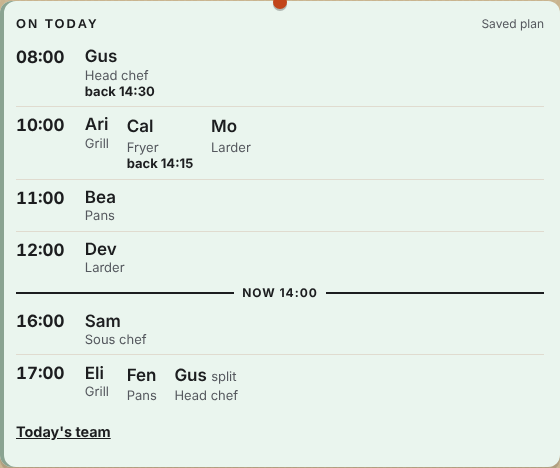 ON TODAY
Saved plan
08:00 Gus
Head chef
back 14:30
10:00 Ari Cal Mo
Grill Fryer Larder
back 14:15
11:00 Bea
Pans
12:00 Dev
Larder
NOW 14:00
16:00 Sam
Sous chef
17:00 Eli Fen Gus split
Grill Pans Head chef
Today's team